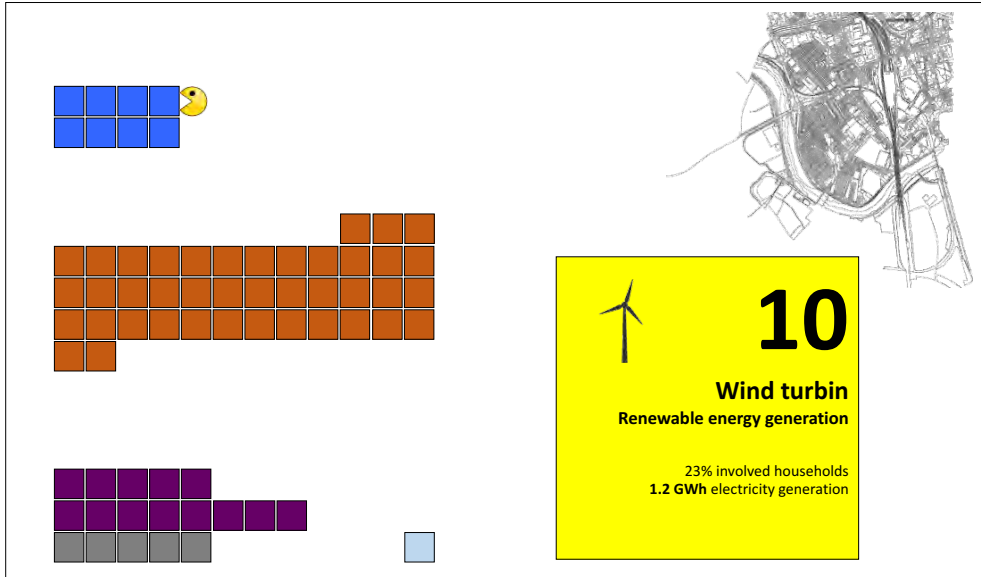 10
Wind turbin
Renewable energy generation
23% involved households
1.2 GWh electricity generation